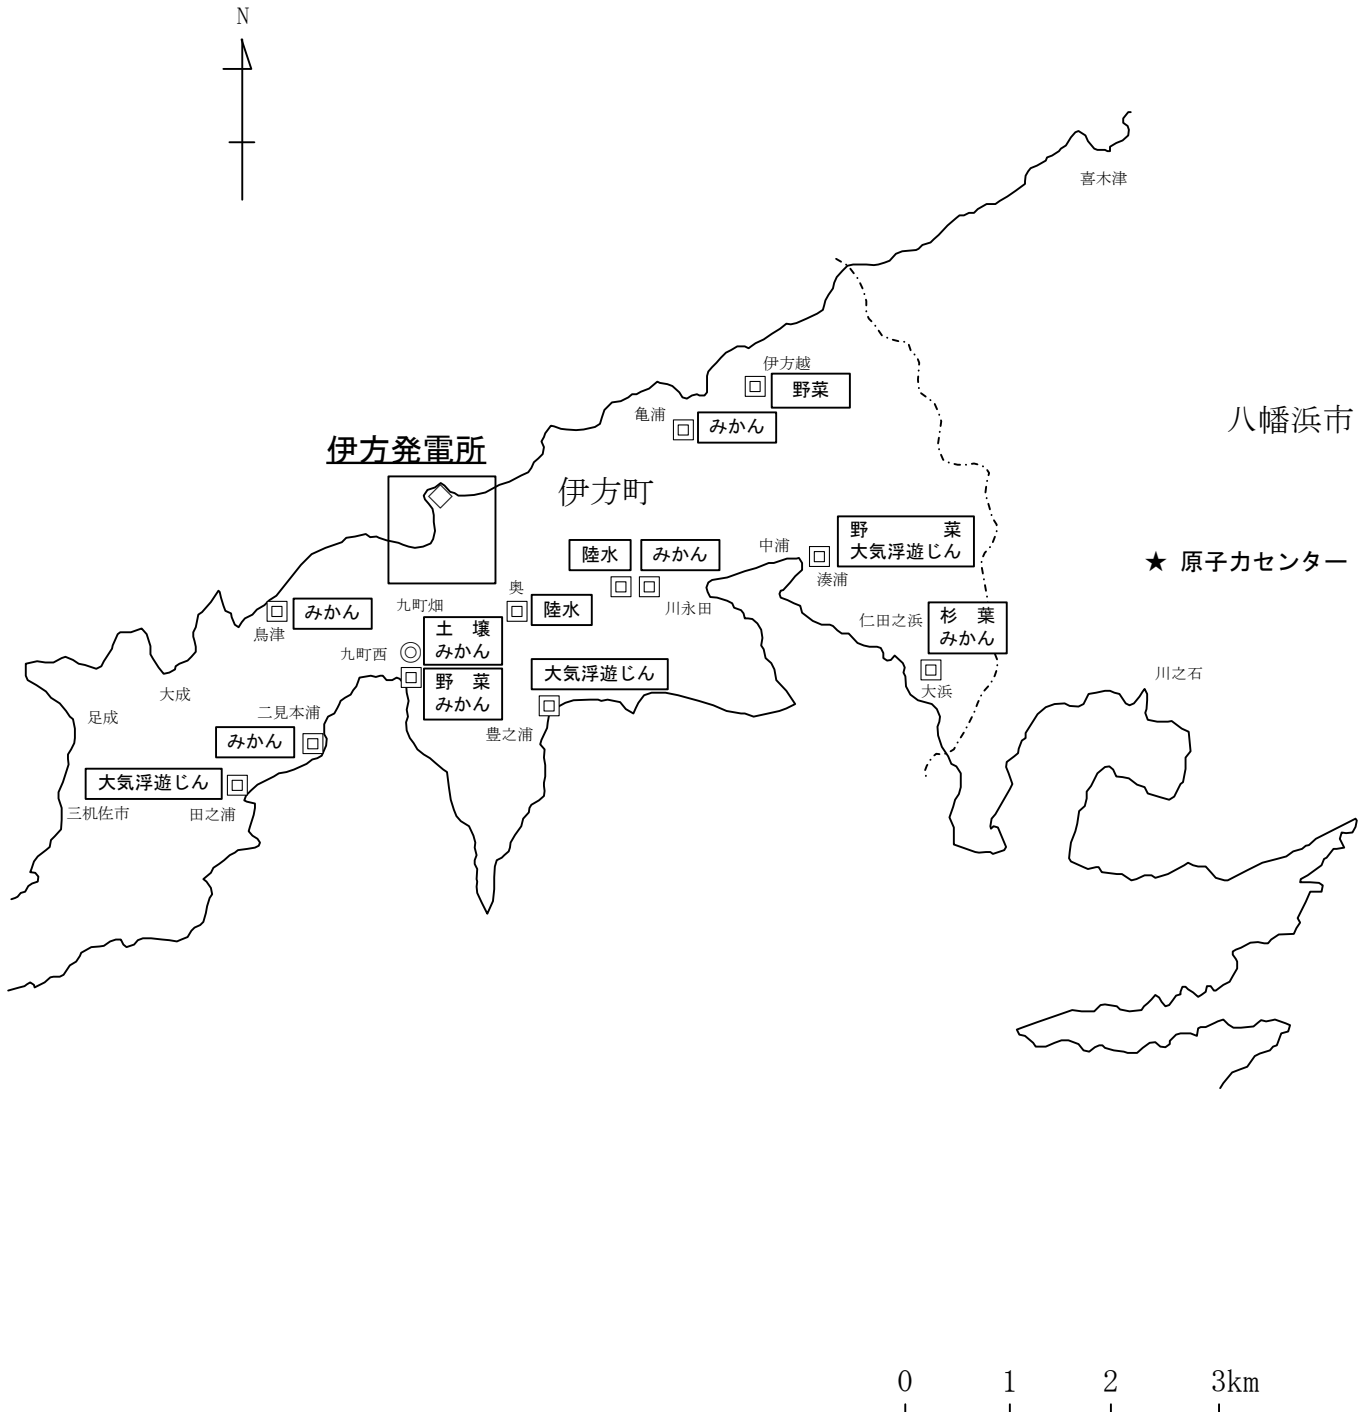 N
喜木津
伊方越
野菜
亀浦
みかん
八幡浜市
伊方発電所
伊方町
野 菜
大気浮遊じん
中浦
湊浦
陸水
みかん
川永田
★ 原子力センター
奥
陸水
九町畑
土 壌
みかん
鳥津
みかん
仁田之浜
杉 葉
みかん
大浜
九町西
野 菜
みかん
大気浮遊じん
豊之浦
川之石
大成
足成
二見本浦
みかん
大気浮遊じん
三机佐市
田之浦
0 1 2 3km